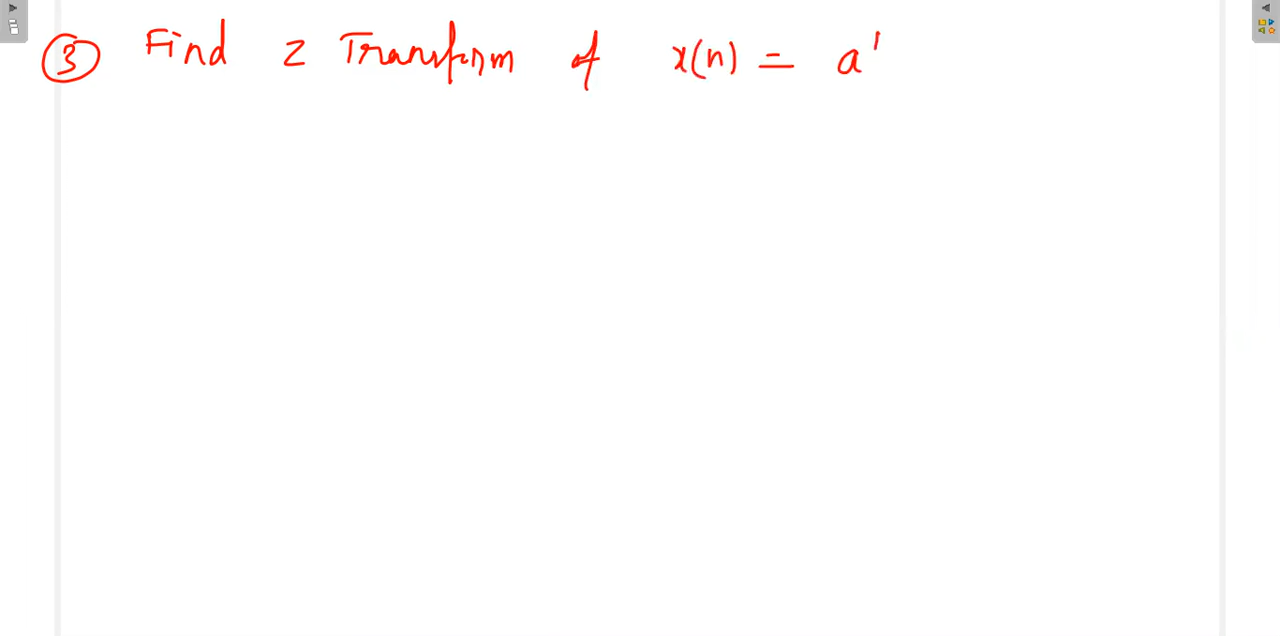 ③ Find z Transform of x(n) = a'